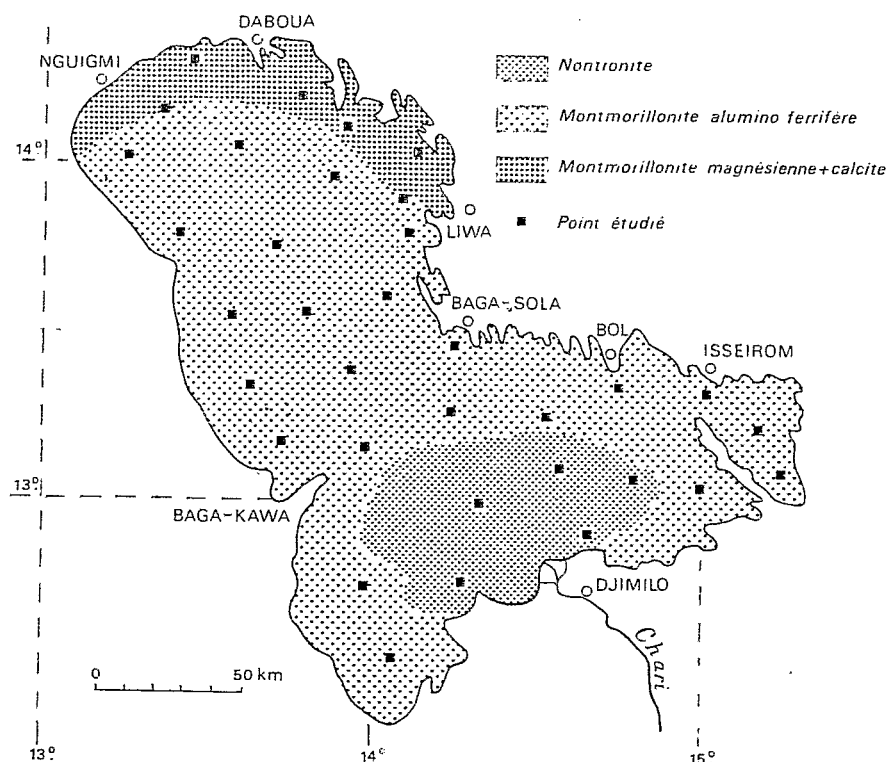 DABOUA
NGUIGMI
Nontronite
Montmorillonite alumino ferrifère
Montmorillonite magnésienne+calcite
Point étudié
14°
LIWA
BAGA-SOLA
BOL
ISSEIROM
13°
BAGA-KAWA
DJIMILO
Chari
0 50 km
13° 14° 15°